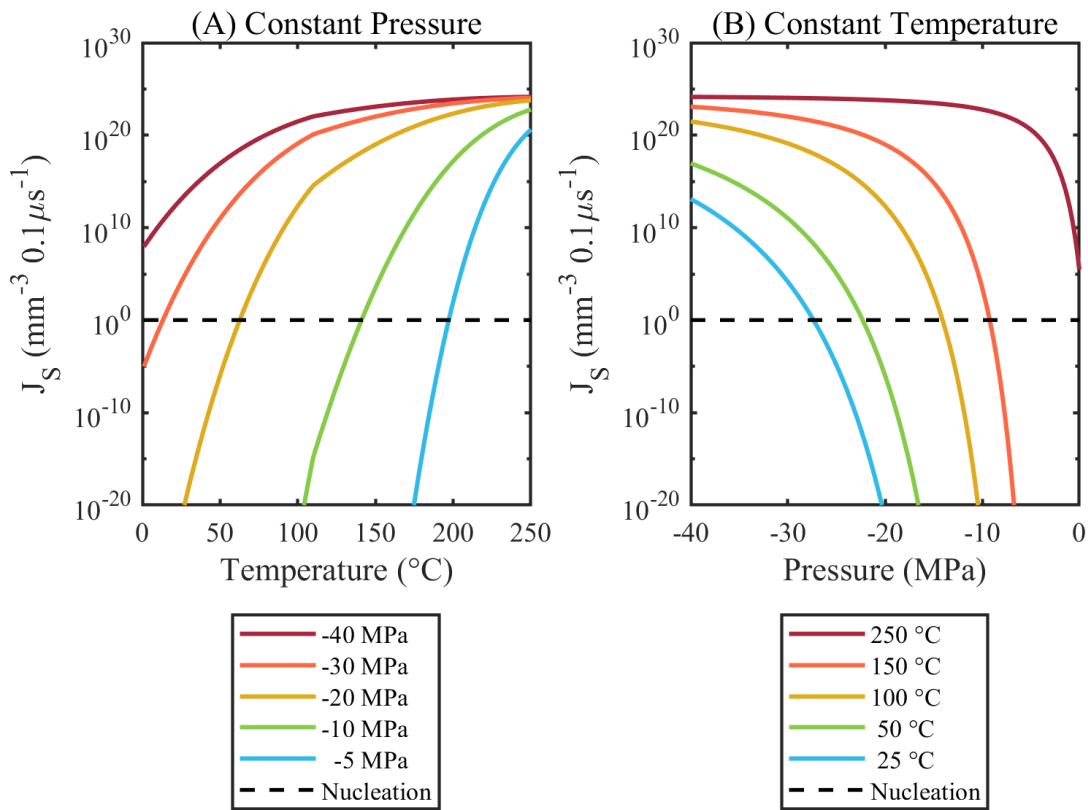 (A) Constant Pressure
10^30
10^20
10^10
10^0
10^-10
10^-20
J_S (mm^-3 0.1μs^-1)
0 50 100 150 200 250
Temperature (°C)
-40 MPa
-30 MPa
-20 MPa
-10 MPa
-5 MPa
Nucleation
(B) Constant Temperature
10^30
10^20
10^10
10^0
10^-10
10^-20
J_S (mm^-3 0.1μs^-1)
-40 -30 -20 -10 0
Pressure (MPa)
250 °C
150 °C
100 °C
50 °C
25 °C
Nucleation